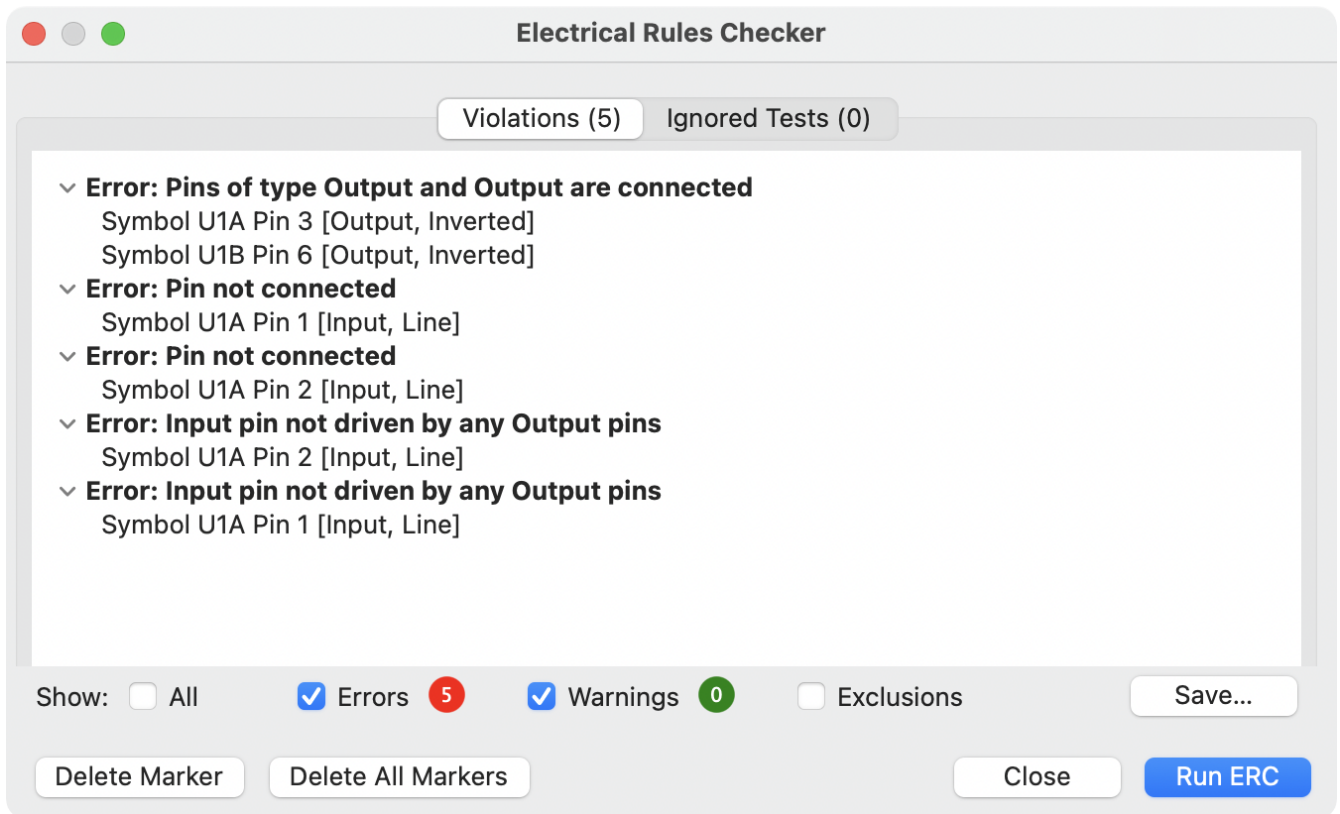 Electrical Rules Checker
Violations (5) Ignored Tests (0)
Error: Pins of type Output and Output are connected
Symbol U1A Pin 3 [Output, Inverted]
Symbol U1B Pin 6 [Output, Inverted]
Error: Pin not connected
Symbol U1A Pin 1 [Input, Line]
Error: Pin not connected
Symbol U1A Pin 2 [Input, Line]
Error: Input pin not driven by any Output pins
Symbol U1A Pin 2 [Input, Line]
Error: Input pin not driven by any Output pins
Symbol U1A Pin 1 [Input, Line]
Show: All Errors 5 Warnings 0 Exclusions Save...
Delete Marker Delete All Markers Close Run ERC